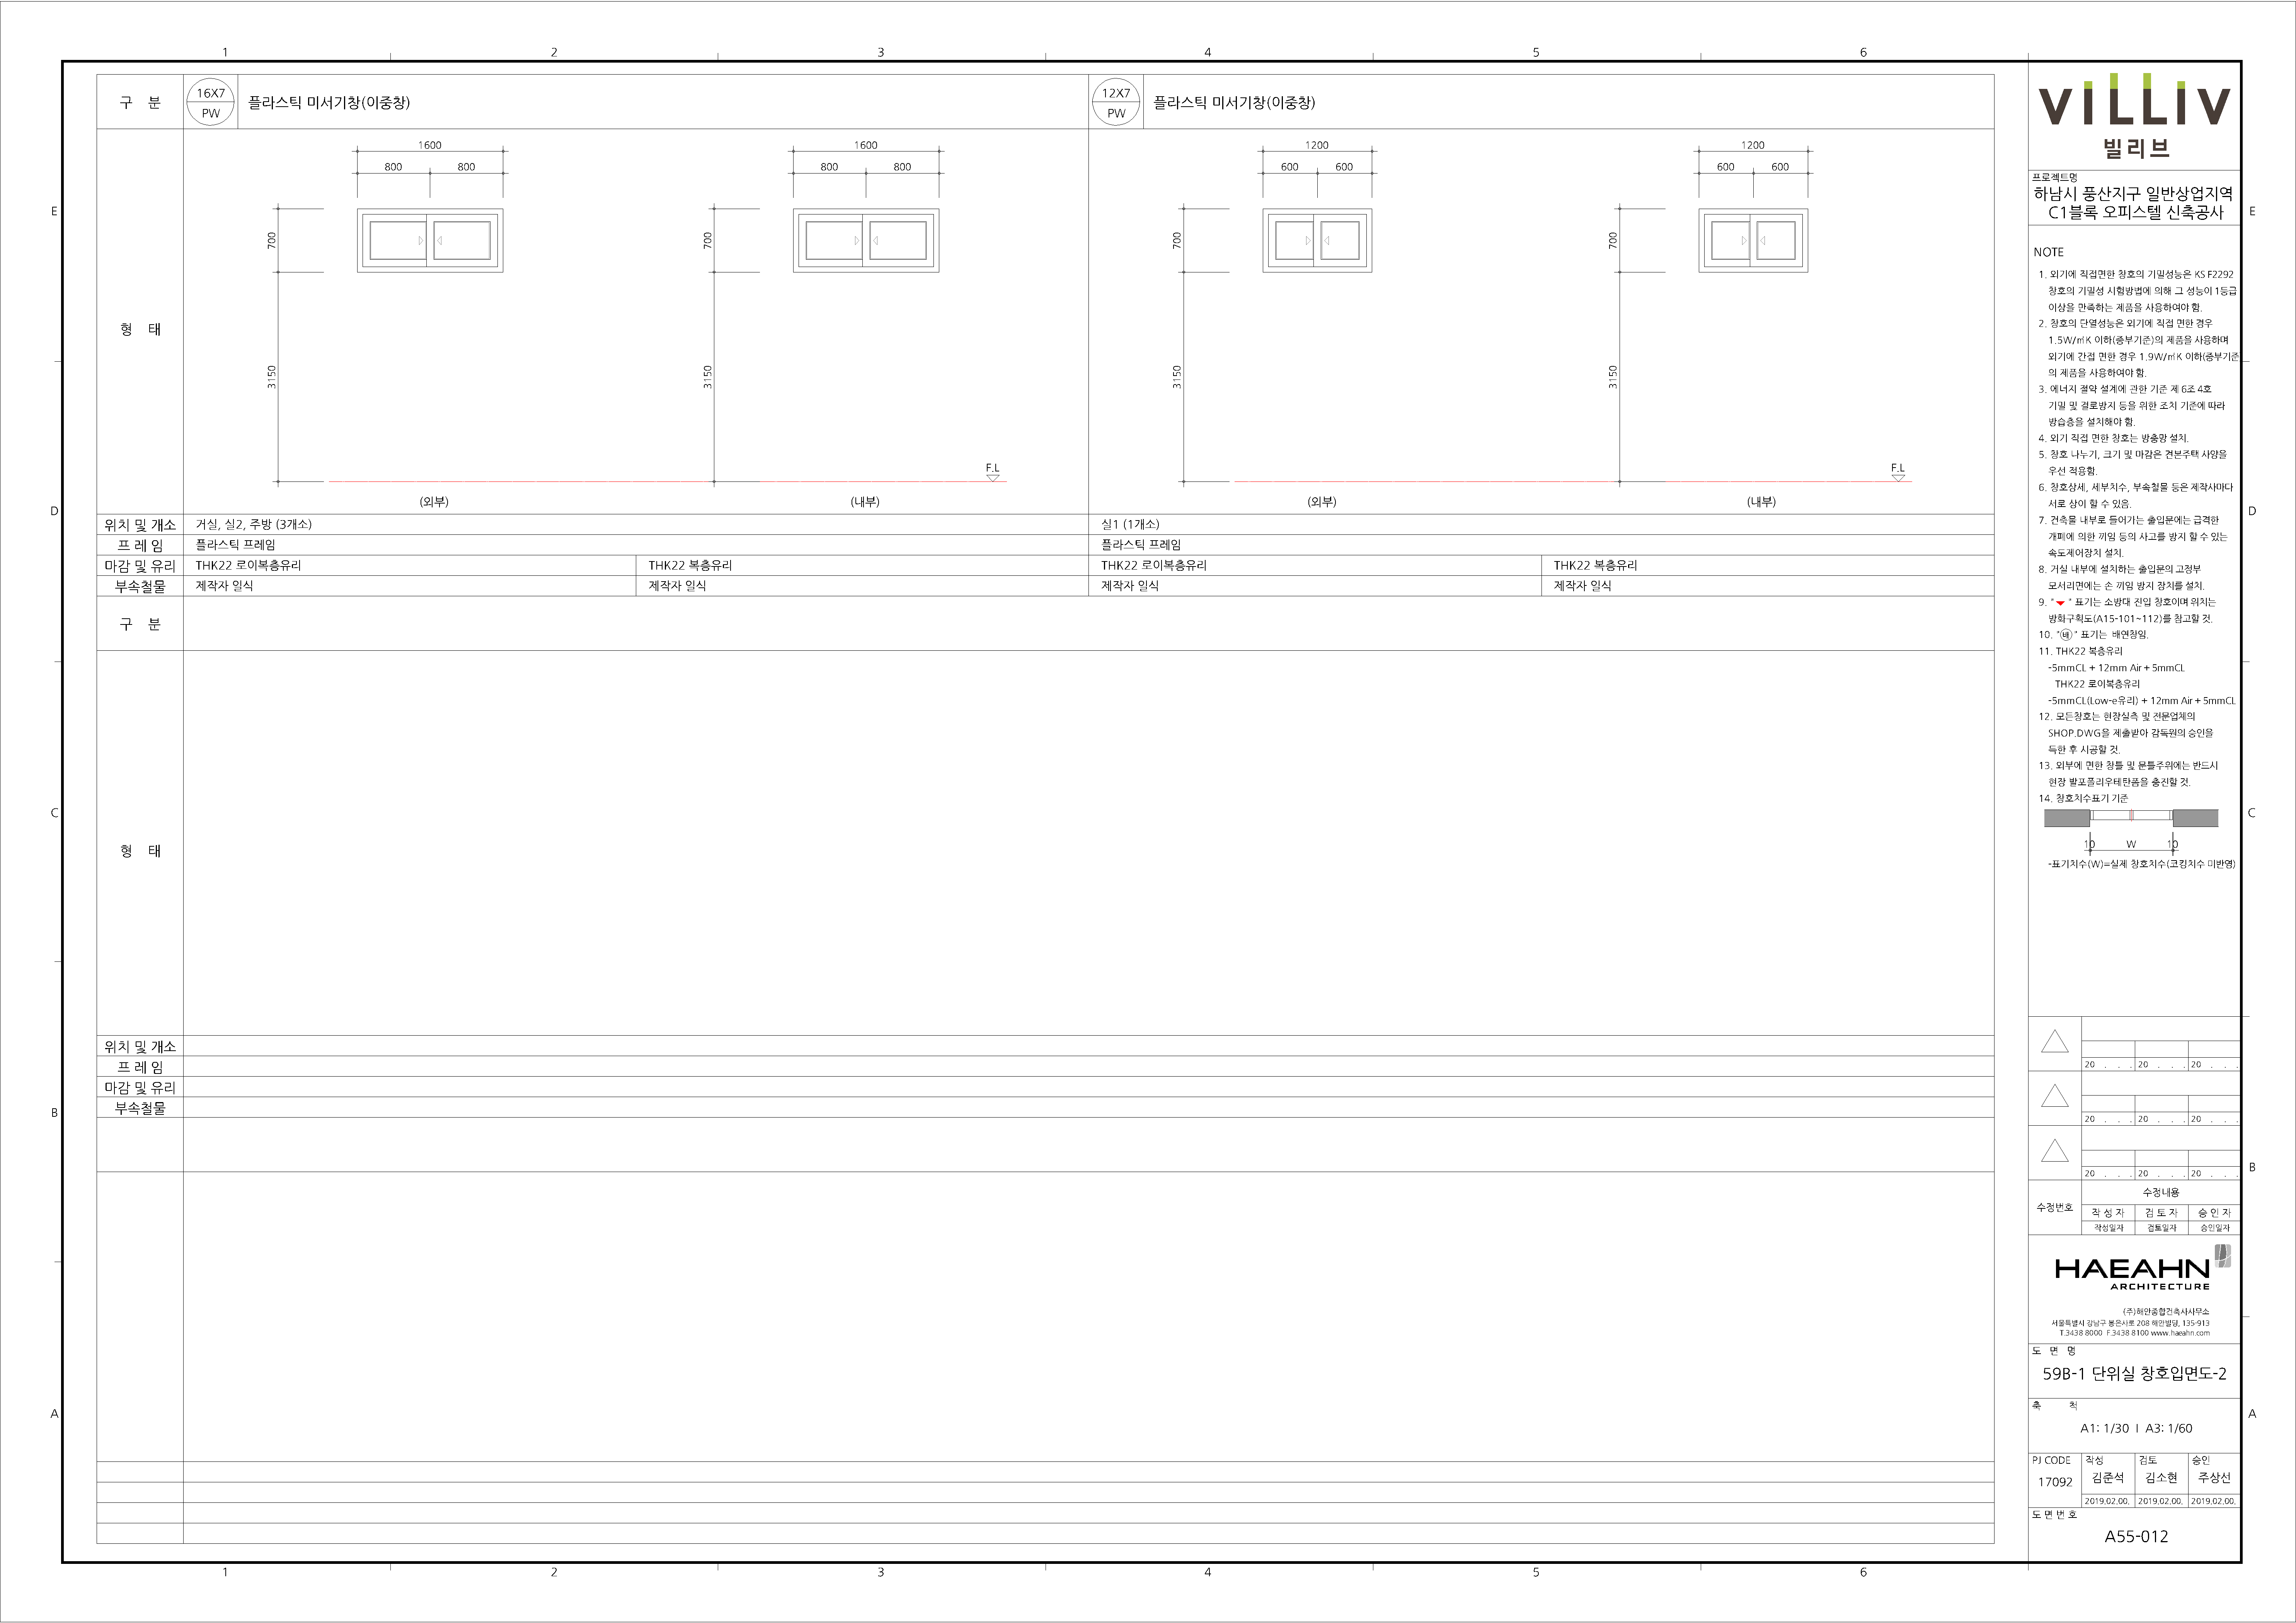 1 2 3 4 5 6
구 분
16X7
PW
플라스틱 미서기창(이중창)
12X7
PW
플라스틱 미서기창(이중창)
형 태
1600
800 800
700
3150
(외부)
1600
800 800
700
3150
F.L
(내부)
1200
600 600
700
3150
(외부)
1200
600 600
700
3150
F.L
(내부)
위치 및 개소 거실, 실2, 주방 (3개소) 실1 (1개소)
프 레 임 플라스틱 프레임 플라스틱 프레임
마감 및 유리 THK22 로이복층유리 THK22 복층유리 THK22 로이복층유리 THK22 복층유리
부속철물 제작자 일식 제작자 일식 제작자 일식 제작자 일식
구 분
형 태
위치 및 개소
프 레 임
마감 및 유리
부속철물
E
D
C
B
A
E
D
C
B
A
1 2 3 4 5 6
VILLIV
빌리브
프로젝트명
하남시 풍산지구 일반상업지역
C1블록 오피스텔 신축공사
NOTE
1. 외기에 직접면한 창호의 기밀성능은 KS F2292
창호의 기밀성 시험방법에 의해 그 성능이 1등급
이상을 만족하는 제품을 사용하여야 함.
2. 창호의 단열성능은 외기에 직접 면한 경우
1.5W/㎡K 이하(중부기준)의 제품을 사용하며
외기에 간접 면한 경우 1.9W/㎡K 이하(중부기준
의 제품을 사용하여야 함.
3. 에너지 절약 설계에 관한 기준 제 6조 4호
기밀 및 결로방지 등을 위한 조치 기준에 따라
방습층을 설치해야 함.
4. 외기 직접 면한 창호는 방충망 설치.
5. 창호 나누기, 크기 및 마감은 견본주택 사양을
우선 적용함.
6. 창호상세, 세부치수, 부속철물 등은 제작사마다
서로 상이 할 수 있음.
7. 건축물 내부로 들어가는 출입문에는 급격한
개폐에 의한 끼임 등의 사고를 방지 할 수 있는
속도제어장치 설치.
8. 거실 내부에 설치하는 출입문의 고정부
모서리면에는 손 끼임 방지 장치를 설치.
9. "▼" 표기는 소방대 진입 창호이며 위치는
방화구획도(A15-101~112)를 참고할 것.
10. "배" 표기는 배연창임.
11. THK22 복층유리
-5mmCL + 12mm Air + 5mmCL
THK22 로이복층유리
-5mmCL(Low-e유리) + 12mm Air + 5mmCL
12. 모든창호는 현장실측 및 전문업체의
SHOP.DWG을 제출받아 감독원의 승인을
득한 후 시공할 것.
13. 외부에 면한 창틀 및 문틀주위에는 반드시
현장 발포폴리우테탄폼을 충진할 것.
14. 창호치수표기 기준
10 W 10
-표기치수(W)=실제 창호치수(코킹치수 미반영)
20 . . . 20 . . . 20 . . .
20 . . . 20 . . . 20 . . .
20 . . . 20 . . . 20 . . .
수정번호
수정내용
작 성 자 검 토 자 승 인 자
작성일자 검토일자 승인일자
HAEAHN
ARCHITECTURE
(주)해안종합건축사사무소
서울특별시 강남구 봉은사로 208 해안빌딩, 135-913
T.3438 8000 F.3438 8100 www.haeahn.com
도 면 명
59B-1 단위실 창호입면도-2
축 척
A1: 1/30 I A3: 1/60
PJ CODE 작성 검토 승인
17092 김준석 김소현 주상선
2019.02.00. 2019.02.00. 2019.02.00.
도 면 번 호
A55-012